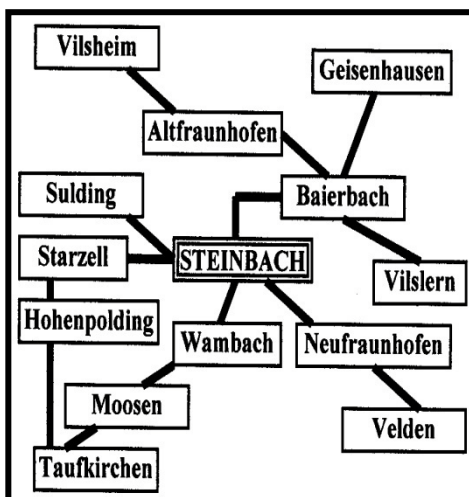 Vilsheim
Geisenhausen
Altfraunhofen
Sulding
Baierbach
Starzell
STEINBACH
Vilslern
Hohenpolding
Wambach
Neufraunhofen
Moosen
Velden
Taufkirchen